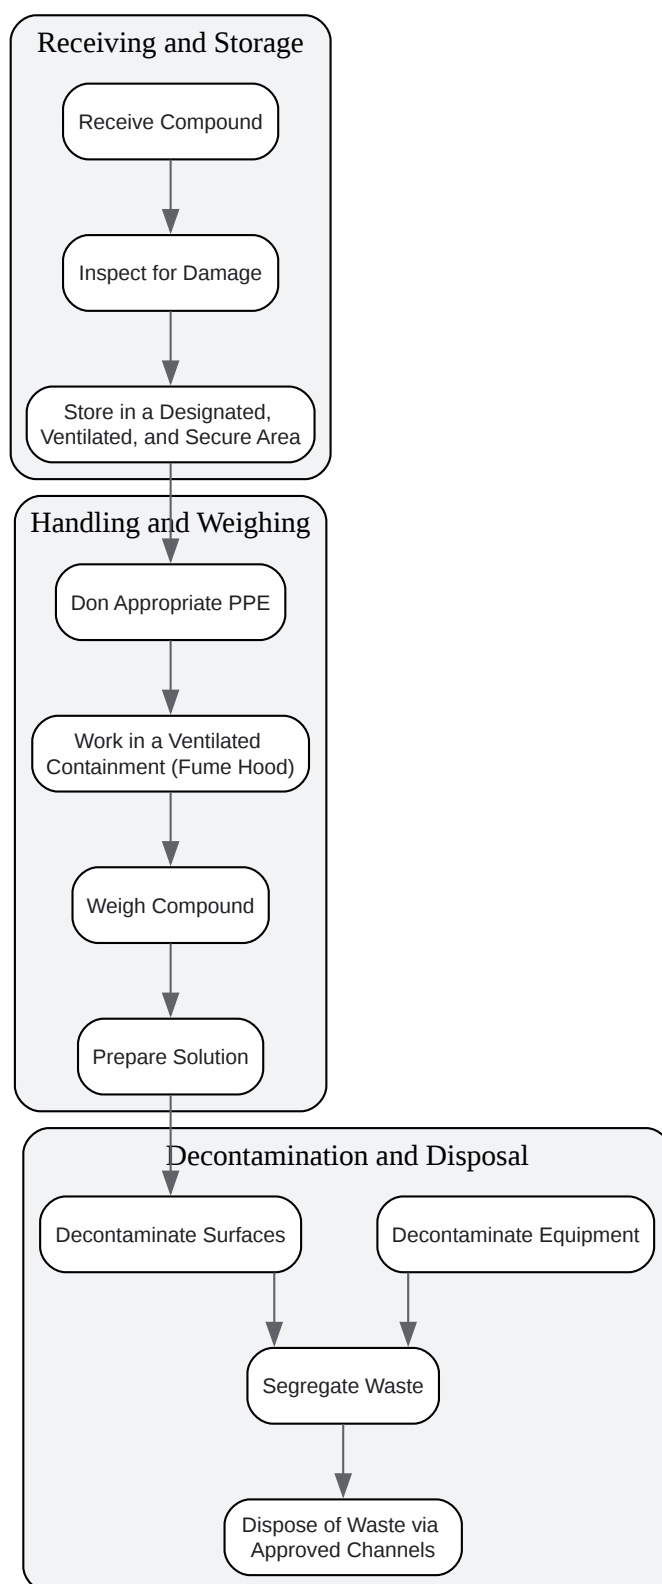 Receiving and Storage
Receive Compound
Inspect for Damage
Store in a Designated,
Ventilated, and Secure Area
Handling and Weighing
Don Appropriate PPE
Work in a Ventilated
Containment (Fume Hood)
Weigh Compound
Prepare Solution
Decontamination and Disposal
Decontaminate Surfaces
Decontaminate Equipment
Segregate Waste
Dispose of Waste via
Approved Channels